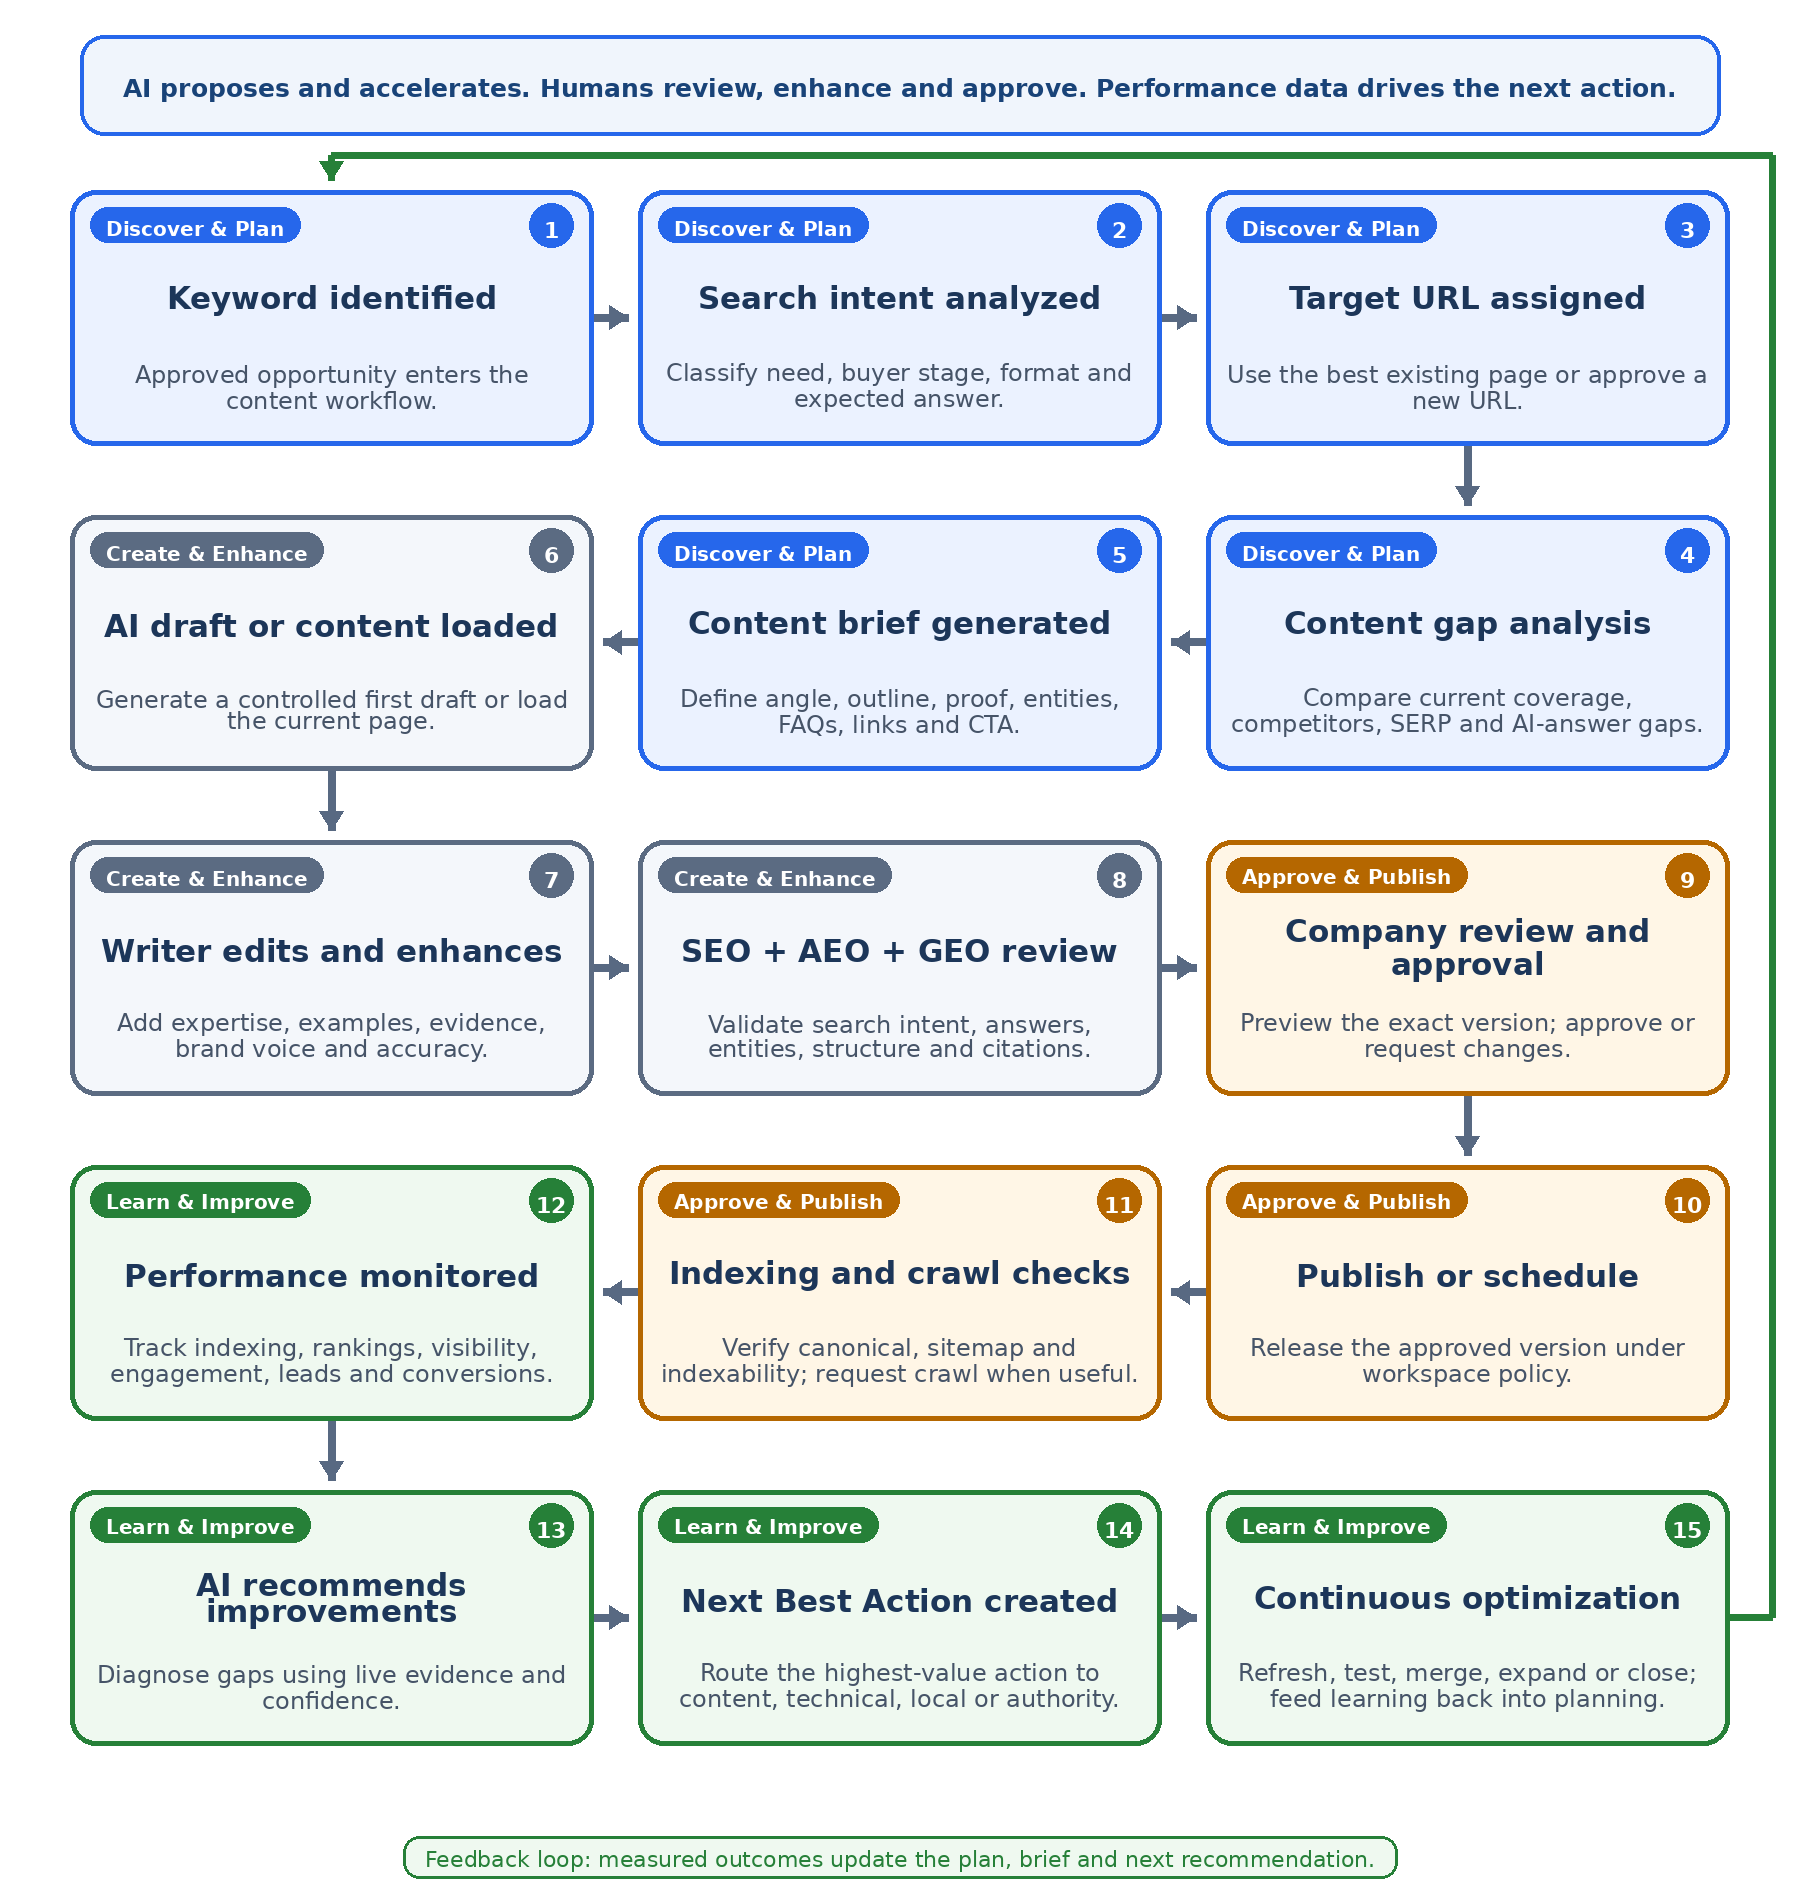 AI proposes and accelerates. Humans review, enhance and approve. Performance data drives the next action.
Discover & Plan
1
Keyword identified
Approved opportunity enters the
content workflow.
Discover & Plan
2
Search intent analyzed
Classify need, buyer stage, format and
expected answer.
Discover & Plan
3
Target URL assigned
Use the best existing page or approve a
new URL.
Discover & Plan
4
Content gap analysis
Compare current coverage,
competitors, SERP and AI-answer gaps.
Discover & Plan
5
Content brief generated
Define angle, outline, proof, entities,
FAQs, links and CTA.
Create & Enhance
6
AI draft or content loaded
Generate a controlled first draft or load
the current page.
Create & Enhance
7
Writer edits and enhances
Add expertise, examples, evidence,
brand voice and accuracy.
Create & Enhance
8
SEO + AEO + GEO review
Validate search intent, answers,
entities, structure and citations.
Approve & Publish
9
Company review and
approval
Preview the exact version; approve or
request changes.
Approve & Publish
10
Publish or schedule
Release the approved version under
workspace policy.
Approve & Publish
11
Indexing and crawl checks
Verify canonical, sitemap and
indexability; request crawl when useful.
Learn & Improve
12
Performance monitored
Track indexing, rankings, visibility,
engagement, leads and conversions.
Learn & Improve
13
AI recommends
improvements
Diagnose gaps using live evidence and
confidence.
Learn & Improve
14
Next Best Action created
Route the highest-value action to
content, technical, local or authority.
Learn & Improve
15
Continuous optimization
Refresh, test, merge, expand or close;
feed learning back into planning.
Feedback loop: measured outcomes update the plan, brief and next recommendation.